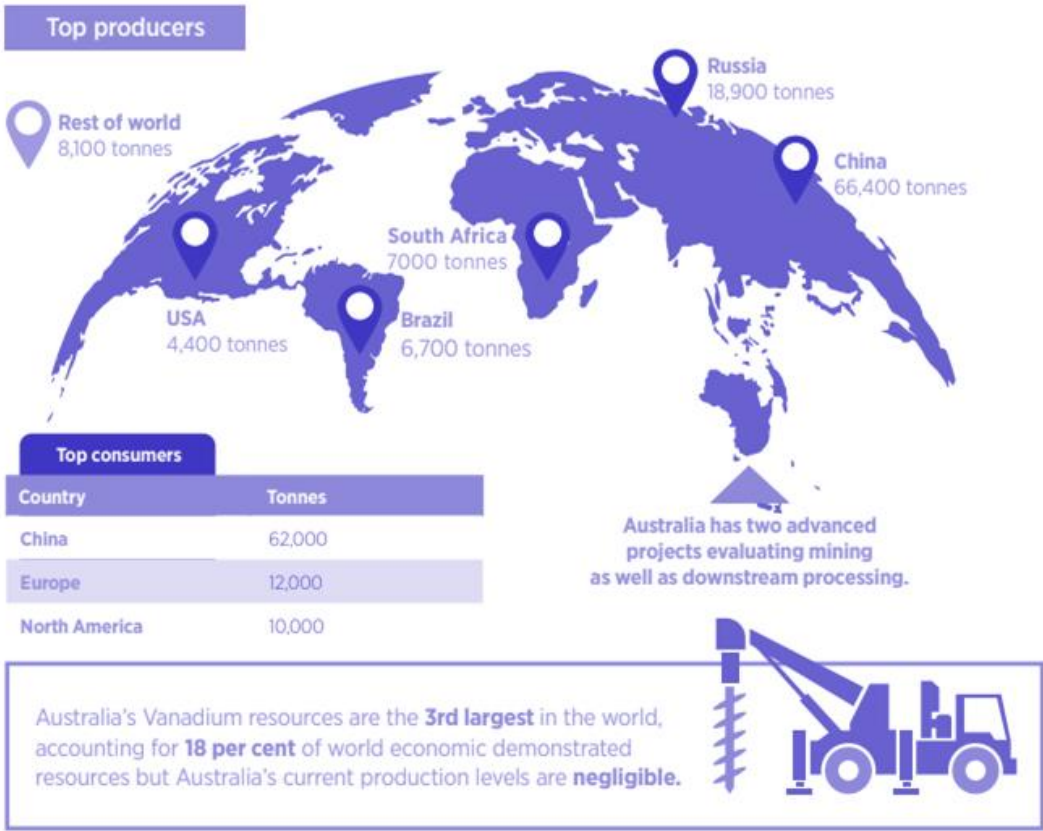 Top producers
Rest of world
8,100 tonnes
Russia
18,900 tonnes
China
66,400 tonnes
South Africa
7000 tonnes
USA
4,400 tonnes
Brazil
6,700 tonnes
Top consumers
Country Tonnes
China 62,000
Europe 12,000
North America 10,000
Australia has two advanced
projects evaluating mining
as well as downstream processing.
Australia's Vanadium resources are the 3rd largest in the world,
accounting for 18 per cent of world economic demonstrated
resources but Australia's current production levels are negligible.